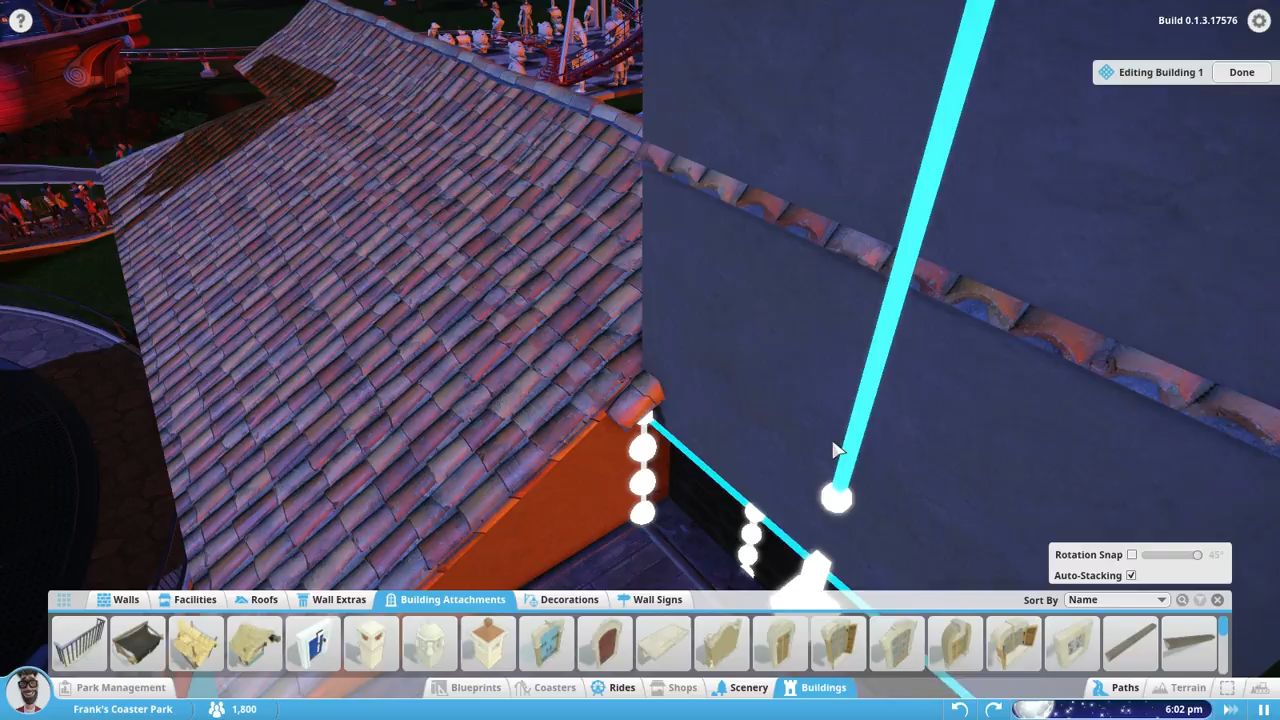 ?
Build 0.1.3.17576
Editing Building 1
Done
Rotation Snap
45°
Auto-Stacking
Walls
Facilities
Roofs
Wall Extras
Building Attachments
Decorations
Wall Signs
Sort By
Name
Park Management
Blueprints
Coasters
Rides
Shops
Scenery
Buildings
Paths
Terrain
Frank's Coaster Park
1,800
6:02 pm